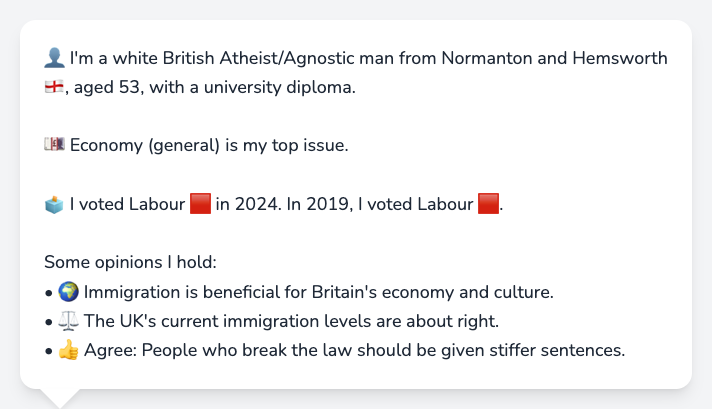 👤 I'm a white British Atheist/Agnostic man from Normanton and Hemsworth
🏴󠁧󠁢󠁥󠁮󠁧󠁿, aged 53, with a university diploma.
💷 Economy (general) is my top issue.
🗳️ I voted Labour 🟥 in 2024. In 2019, I voted Labour 🟥.
Some opinions I hold:
• 🌍 Immigration is beneficial for Britain's economy and culture.
• ⚖️ The UK's current immigration levels are about right.
• 👍 Agree: People who break the law should be given stiffer sentences.